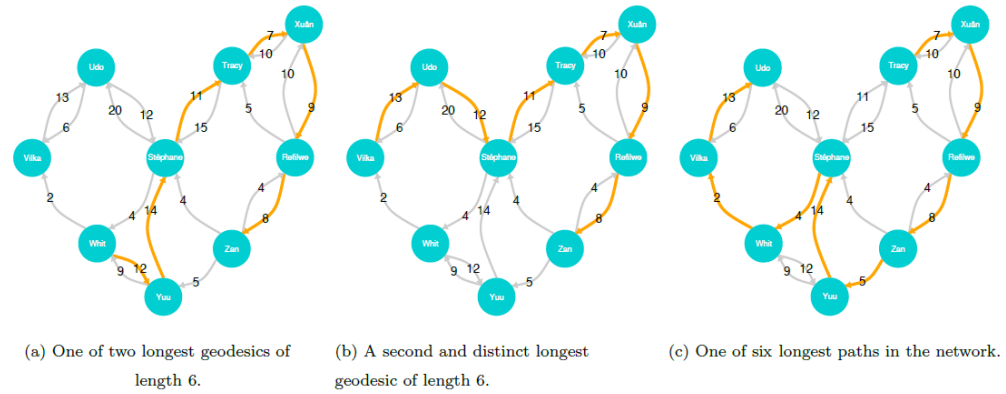 Xuân
7
Tracy
10
Udo
10
9
13
11
20
12
6
15
5
Vilka
Stéphane
Refilwe
2
4
14
4
4
8
Whit
12
9
Zan
5
Yuu
(a) One of two longest geodesics of
length 6.
Xuân
7
Tracy
10
Udo
10
9
13
11
20
12
6
15
5
Vilka
Stéphane
Refilwe
2
4
14
4
4
8
Whit
12
9
Zan
5
Yuu
(b) A second and distinct longest
geodesic of length 6.
Xuân
7
Tracy
10
Udo
10
9
13
11
20
12
6
15
5
Vilka
Stéphane
Refilwe
2
4
14
4
4
8
Whit
12
9
Zan
5
Yuu
(c) One of six longest paths in the network.